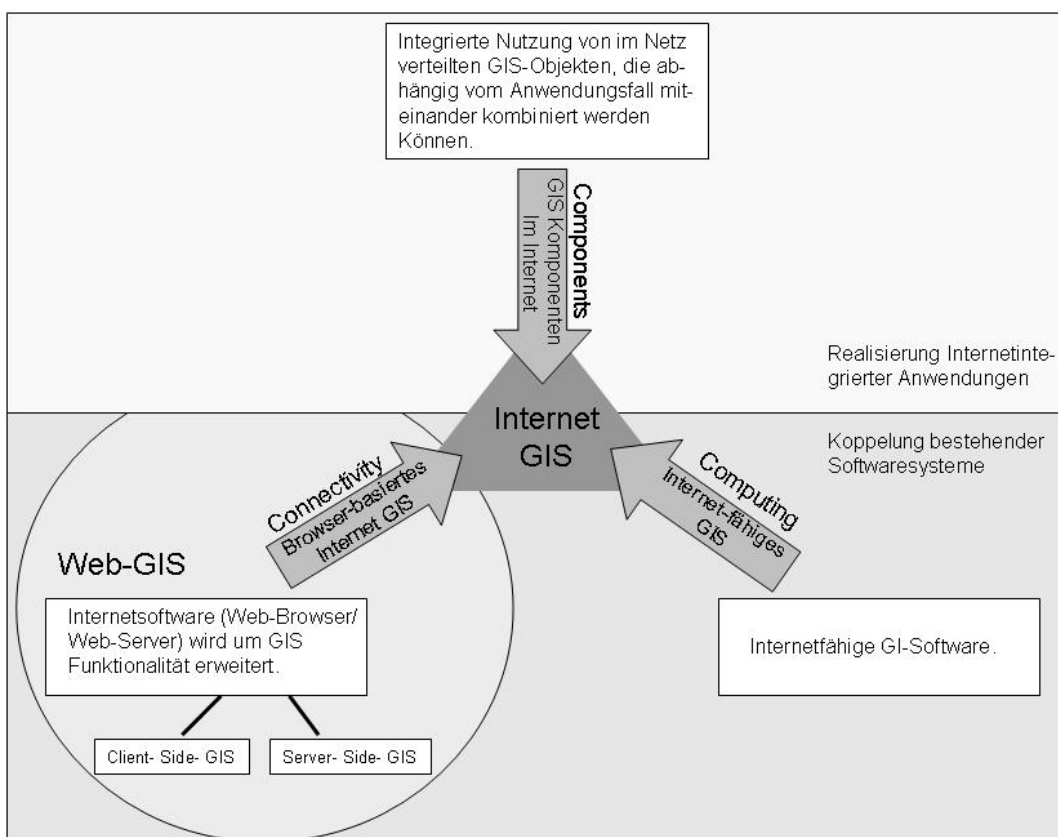 Integrierte Nutzung von im Netz
verteilten GIS-Objekten, die ab-
hängig vom Anwendungsfall mit-
einander kombiniert werden
Können.
Components
GIS Komponenten
Im Internet
Realisierung Internetinte-
grierter Anwendungen
Internet
GIS
Koppelung bestehender
Softwaresysteme
Connectivity
Browser-basiertes
Internet GIS
Computing
Internet-fähiges
GIS
Web-GIS
Internetsoftware (Web-Browser/
Web-Server) wird um GIS
Funktionalität erweitert.
Internetfähige GI-Software.
Client- Side- GIS
Server- Side- GIS